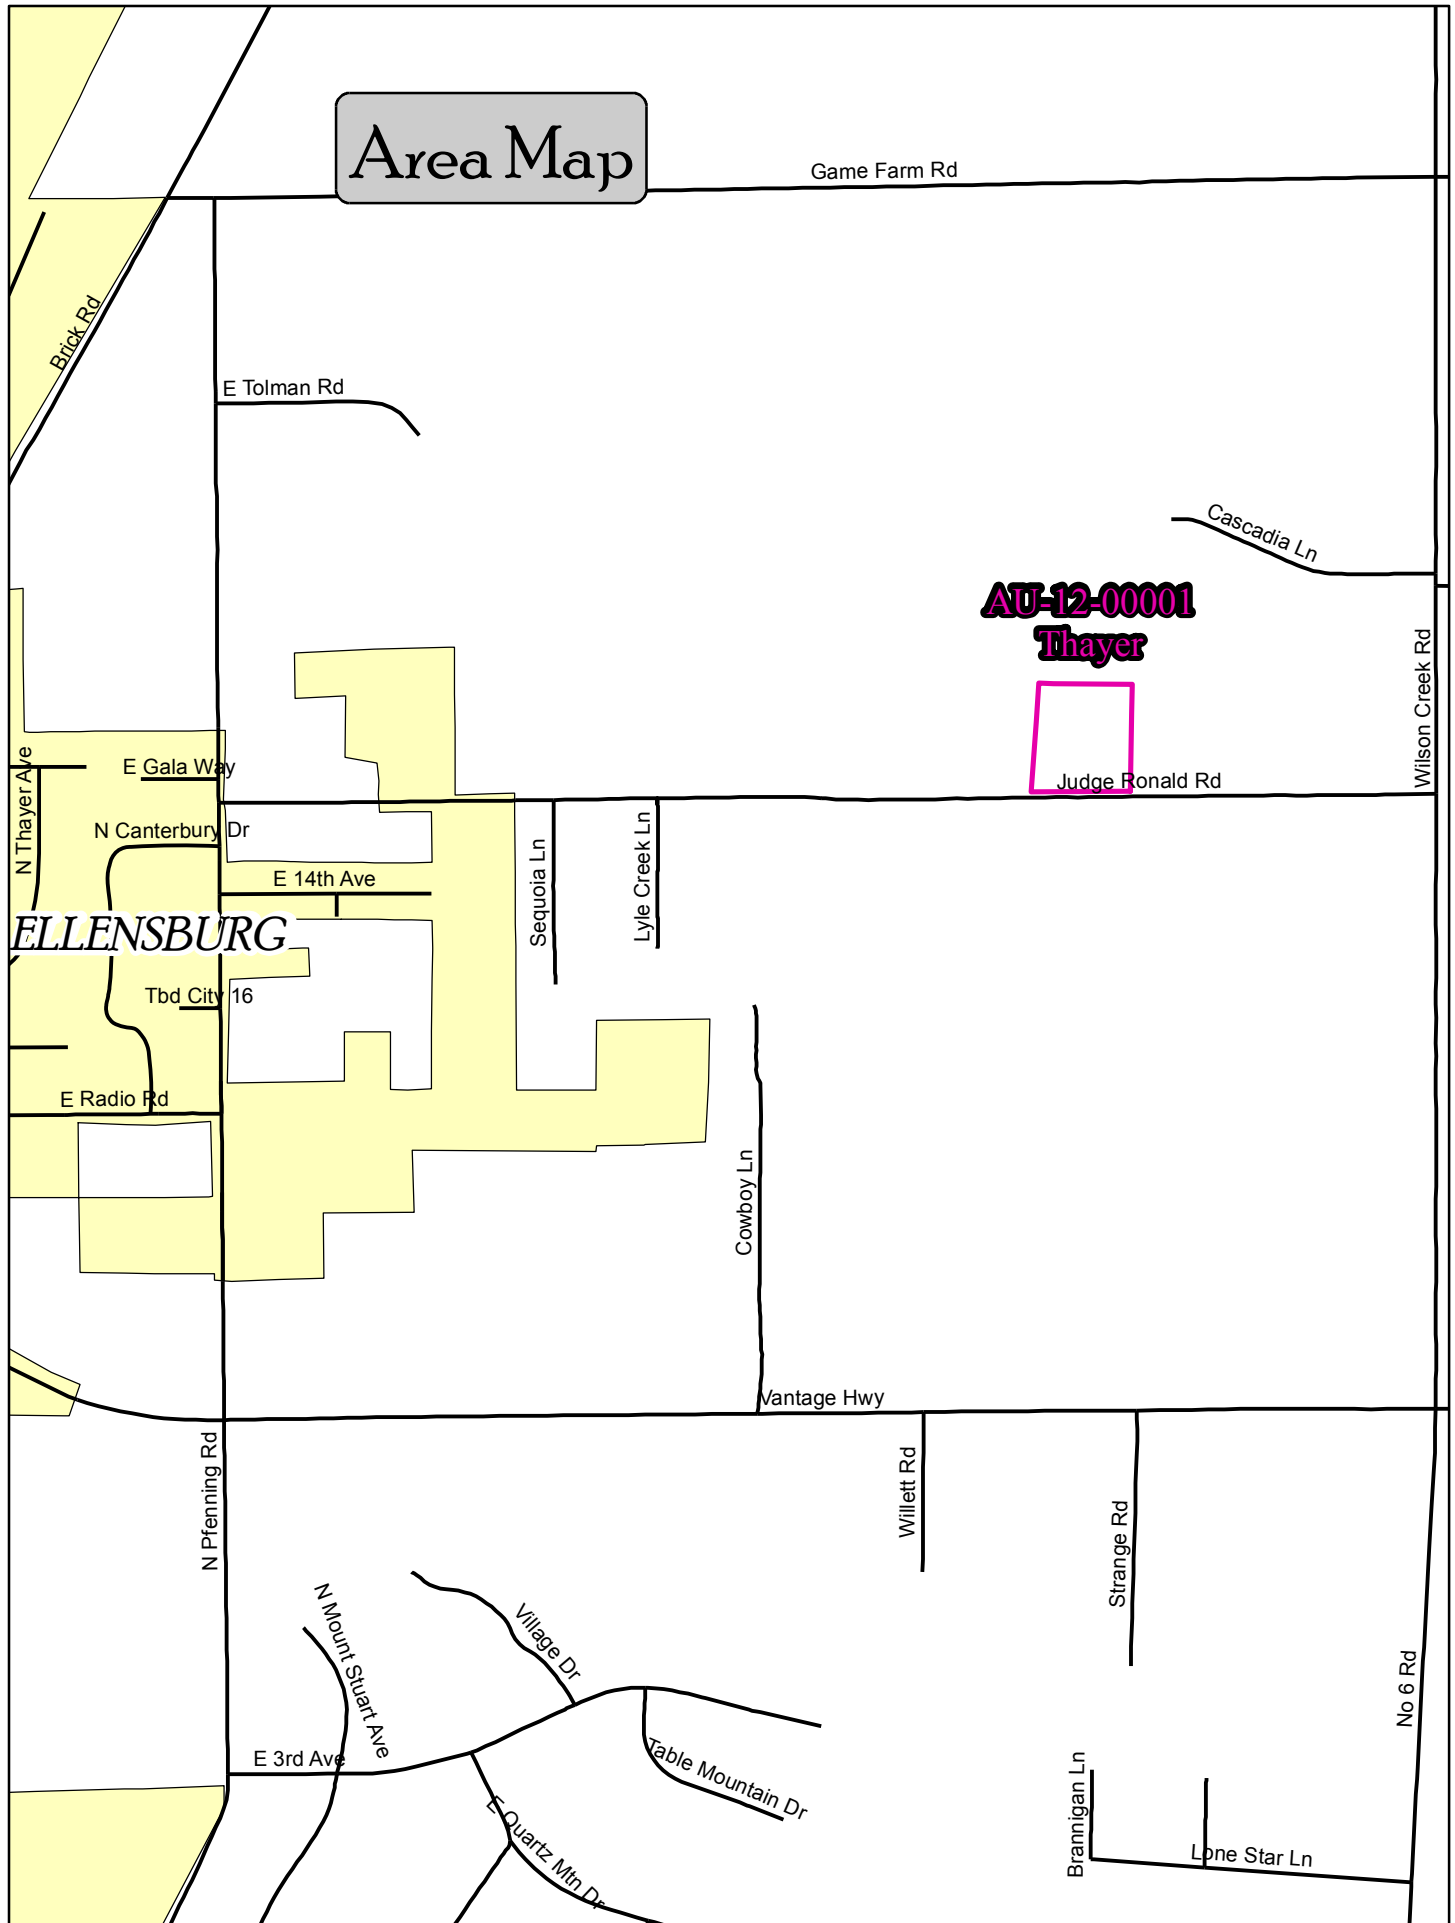 Area Map
Game Farm Rd
Brick Rd
E Tolman Rd
Cascadia Ln
AU-12-00001
Thayer
Wilson Creek Rd
Judge Ronald Rd
N Thayer Ave
E Gala Way
N Canterbury Dr
E 14th Ave
Sequoia Ln
Lyle Creek Ln
ELLENSBURG
Tbd City 16
E Radio Rd
Cowboy Ln
Vantage Hwy
N Pfenning Rd
Willett Rd
Strange Rd
N Mount Stuart Ave
Village Dr
No 6 Rd
E 3rd Ave
Table Mountain Dr
E Quartz Mtn Dr
Brannigan Ln
Lone Star Ln